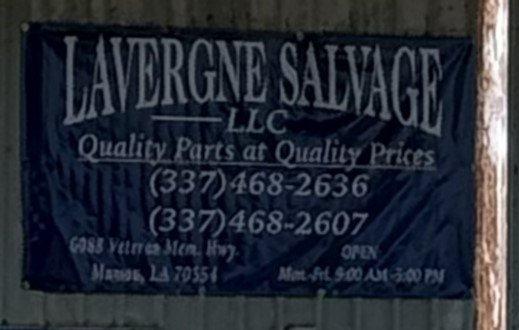 LAVERGNE SALVAGE
LLC
Quality Parts at Quality Prices
(337)468-2636
(337)468-2607
6088 Veteran Mem. Hwy.
Mamou, LA 70554
OPEN
Mon.-Fri. 9:00 AM-5:00 PM